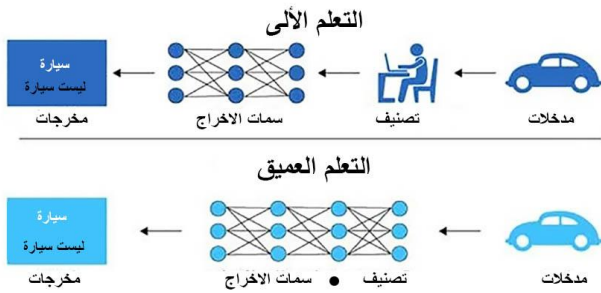 التعلم الألى
سيارة
ليست سيارة
مدخلات تصنيف سمات الاخراج مخرجات
التعلم العميق
سيارة
ليست سيارة
مدخلات تصنيف • سمات الاخراج مخرجات